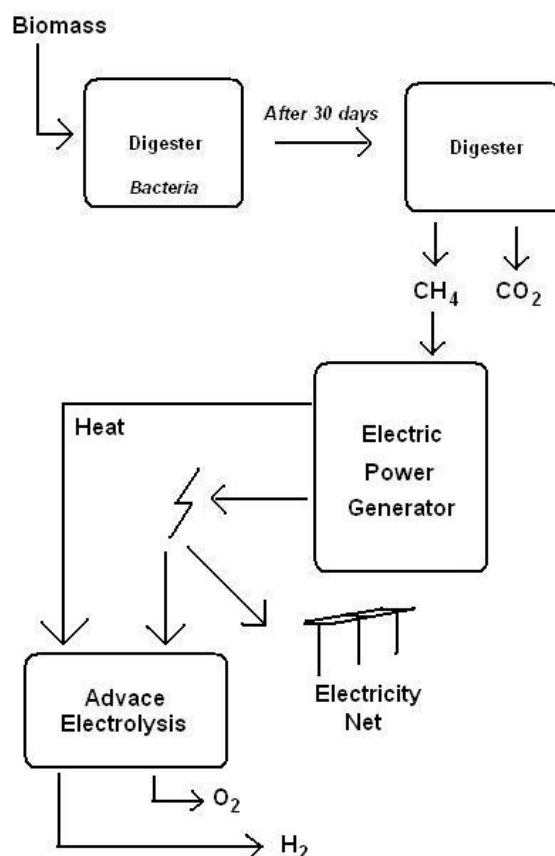 Biomass
Digester
Bacteria
After 30 days
Digester
CH₄
CO₂
Heat
Electric
Power
Generator
Electricity
Net
Advace
Electrolysis
O₂
H₂